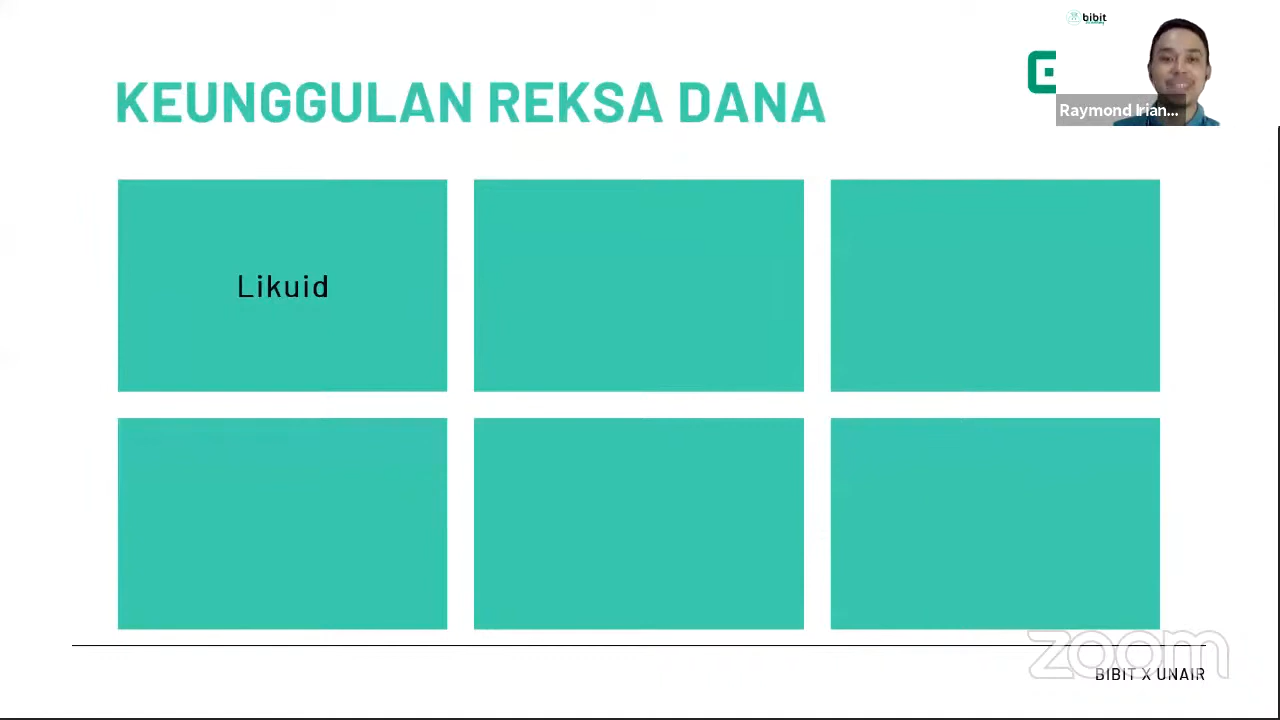 bibit
KEUNGGULAN REKSA DANA
Raymond Irian...
Likuid
zoom
BIBIT X UNAIR